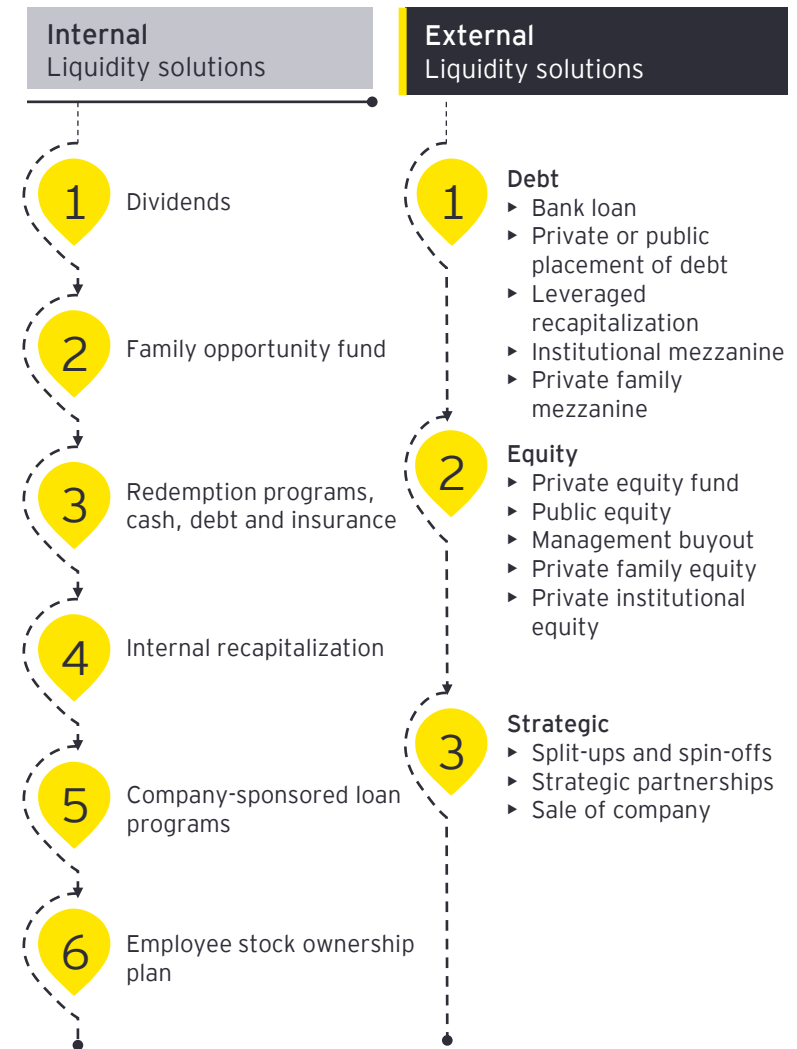 Internal
Liquidity solutions
1
Dividends
2
Family opportunity fund
3
Redemption programs,
cash, debt and insurance
4
Internal recapitalization
5
Company-sponsored loan
programs
6
Employee stock ownership
plan
External
Liquidity solutions
1
Debt
▸ Bank loan
▸ Private or public
placement of debt
▸ Leveraged
recapitalization
▸ Institutional mezzanine
▸ Private family
mezzanine
2
Equity
▸ Private equity fund
▸ Public equity
▸ Management buyout
▸ Private family equity
▸ Private institutional
equity
3
Strategic
▸ Split-ups and spin-offs
▸ Strategic partnerships
▸ Sale of company